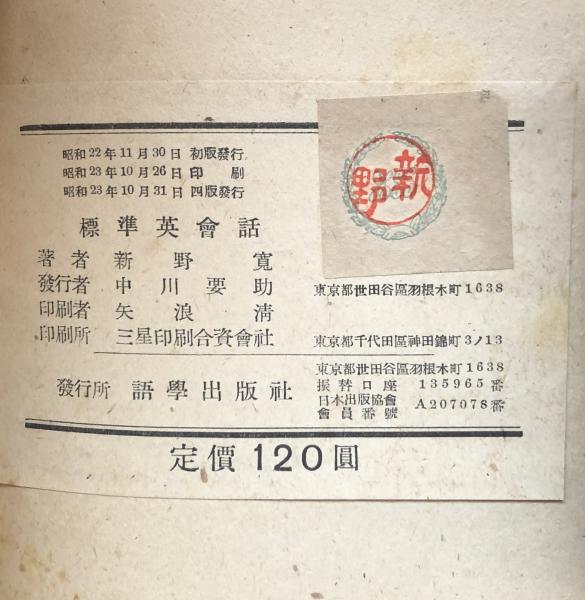 昭和22年11月30日 初版發行
昭和23年10月26日 印刷
昭和23年10月31日 四版發行
新野
標準英會話
著者 新野寬
發行者 中川要助 東京都世田谷區羽根木町1638
印刷者 矢浪淸
印刷所 三星印刷合資會社 東京都千代田區神田錦町3ノ13
發行所 語學出版社
東京都世田谷區羽根木町1638
振替口座 135965番
日本出版協會會員番號 A207078番
定價120圓